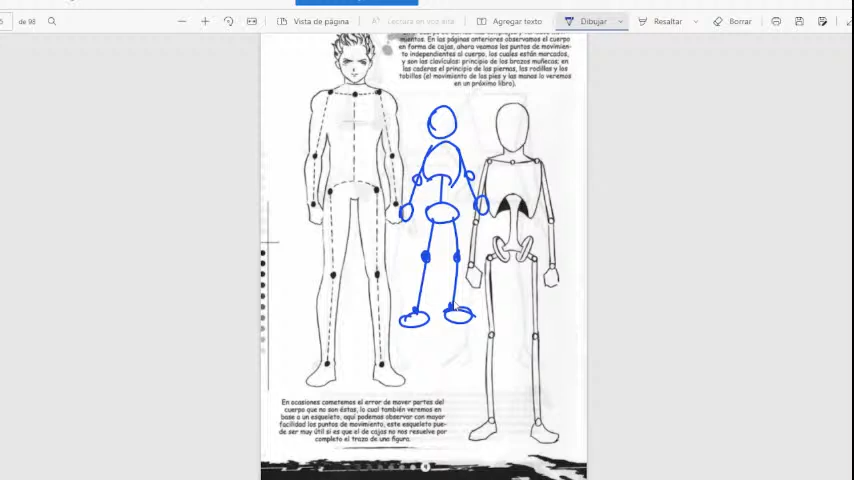 de 98
Vista de página
Lectura en voz alta
Agregar texto
Dibujar
Resaltar
Borrar
mientos. En las páginas anteriores observamos el cuerpo
en forma de cajas, ahora veamos los puntos de movimien-
to independientes al cuerpo, los cuales están marcados,
y son las clavículas: principio de los brazos muñecos; en
las caderas el principio de las piernas, las rodillas y los
tobillos (el movimiento de los pies y las manos lo veremos
en un próximo libro).
En ocasiones cometemos el error de mover partes del
cuerpo que no son éstas, lo cual también veremos en
base a un esqueleto, aquí podemos observar con mayor
facilidad los puntos de movimiento, este esqueleto pue-
de ser muy útil si es que el de cajas no nos resuelve por
completo el trazo de una figura.